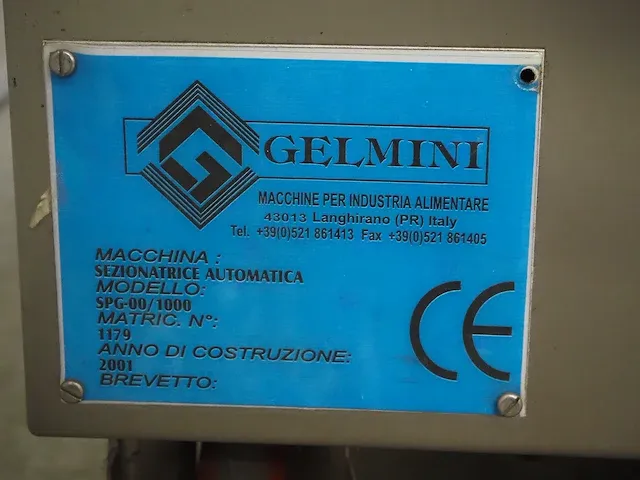 GELMINI
MACCHINE PER INDUSTRIA ALIMENTARE
43013 Langhirano (PR) Italy
Tel. +39(0)521 861413 Fax +39(0)521 861405
MACCHINA :
SEZIONATRICE AUTOMATICA
MODELLO:
SPG-00/1000
MATRIC. N°:
1179
ANNO DI COSTRUZIONE:
2001
BREVETTO:
CE